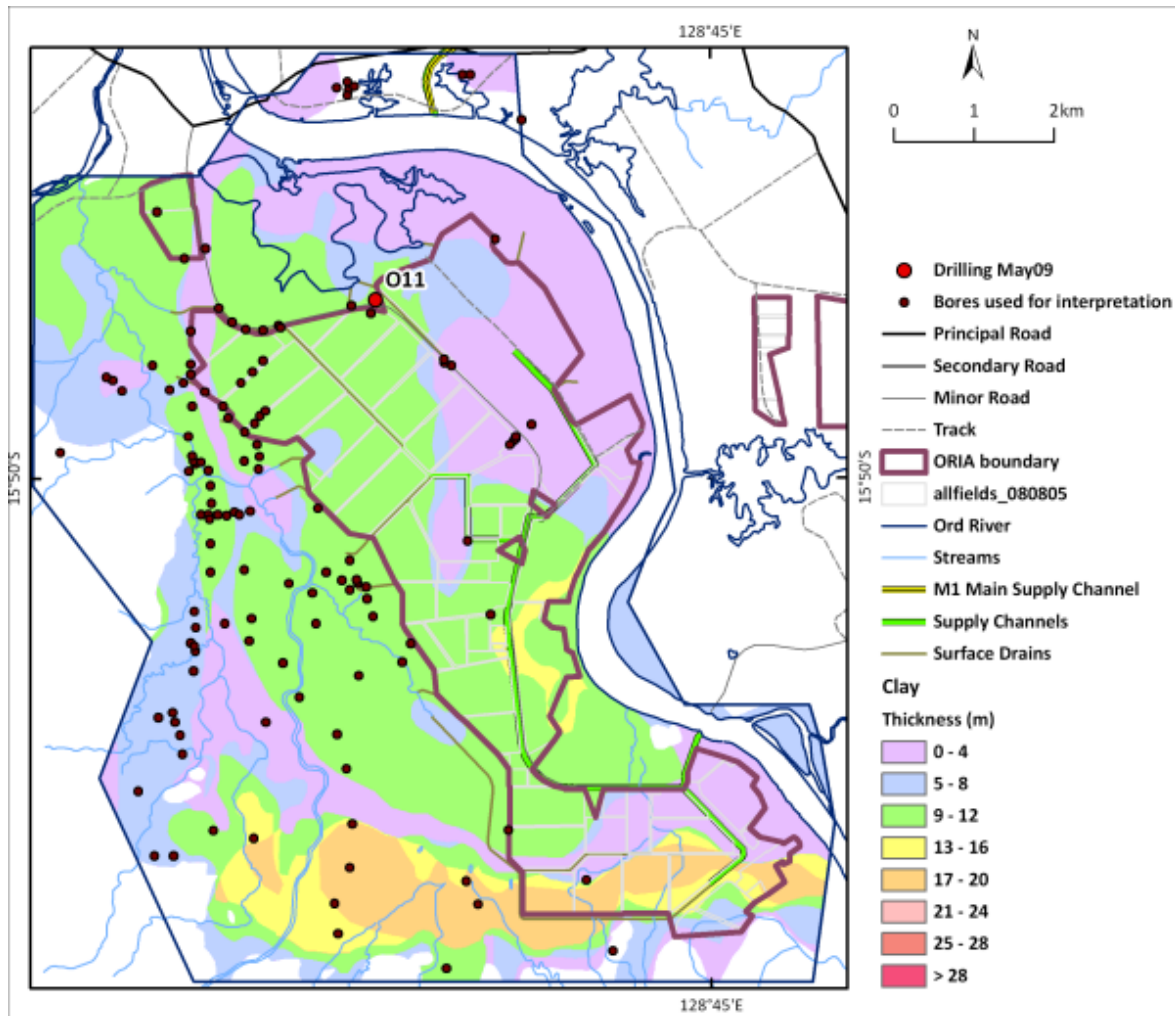 128°45'E
N
0 1 2km
O11
15°50'S
15°50'S
128°45'E
Drilling May09
Bores used for interpretation
Principal Road
Secondary Road
Minor Road
Track
ORIA boundary
allfields_080805
Ord River
Streams
M1 Main Supply Channel
Supply Channels
Surface Drains
Clay
Thickness (m)
0 - 4
5 - 8
9 - 12
13 - 16
17 - 20
21 - 24
25 - 28
> 28